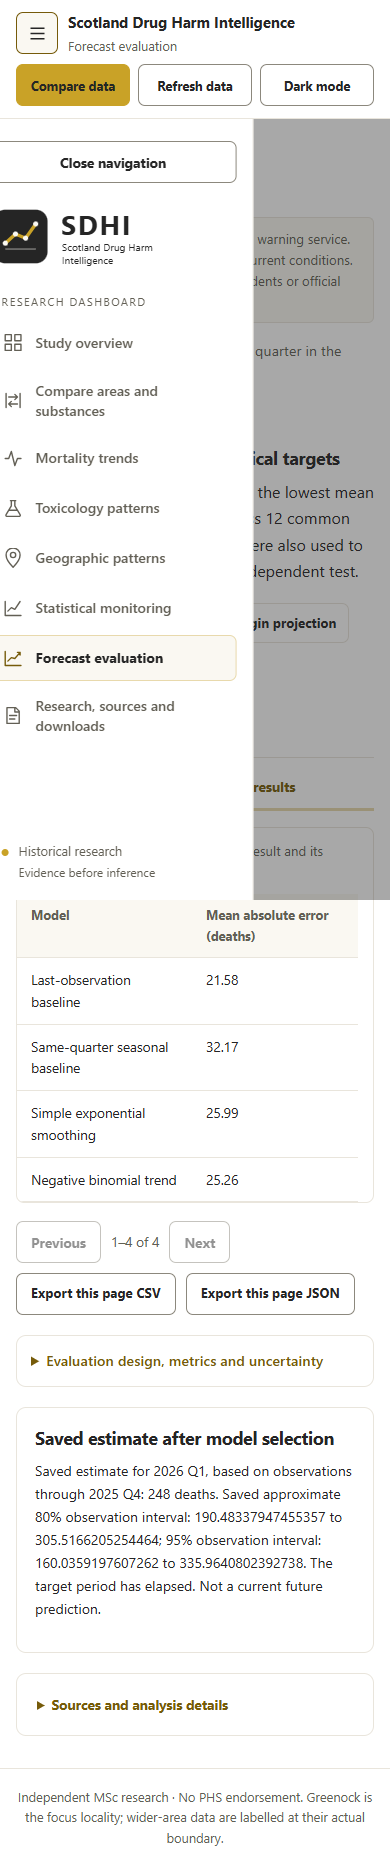 Scotland Drug Harm Intelligence
Forecast evaluation
Compare data
Refresh data
Dark mode
Close navigation
SDHI
Scotland Drug Harm
Intelligence
RESEARCH DASHBOARD
Study overview
Compare areas and
substances
Mortality trends
Toxicology patterns
Geographic patterns
Statistical monitoring
Forecast evaluation
Research, sources and
downloads
Historical research
Evidence before inference
warning service.
urrent conditions.
dents or official
quarter in the
ical targets
the lowest mean
s 12 common
ere also used to
dependent test.
gin projection
results
esult and its
Model
Mean absolute error
(deaths)
Last-observation
baseline
21.58
Same-quarter seasonal
baseline
32.17
Simple exponential
smoothing
25.99
Negative binomial trend
25.26
Previous
1–4 of 4
Next
Export this page CSV
Export this page JSON
Evaluation design, metrics and uncertainty
Saved estimate after model selection
Saved estimate for 2026 Q1, based on observations
through 2025 Q4: 248 deaths. Saved approximate
80% observation interval: 190.48337947455357 to
305.5166205254464; 95% observation interval:
160.0359197607262 to 335.9640802392738. The
target period has elapsed. Not a current future
prediction.
Sources and analysis details
Independent MSc research · No PHS endorsement. Greenock is
the focus locality; wider-area data are labelled at their actual
boundary.